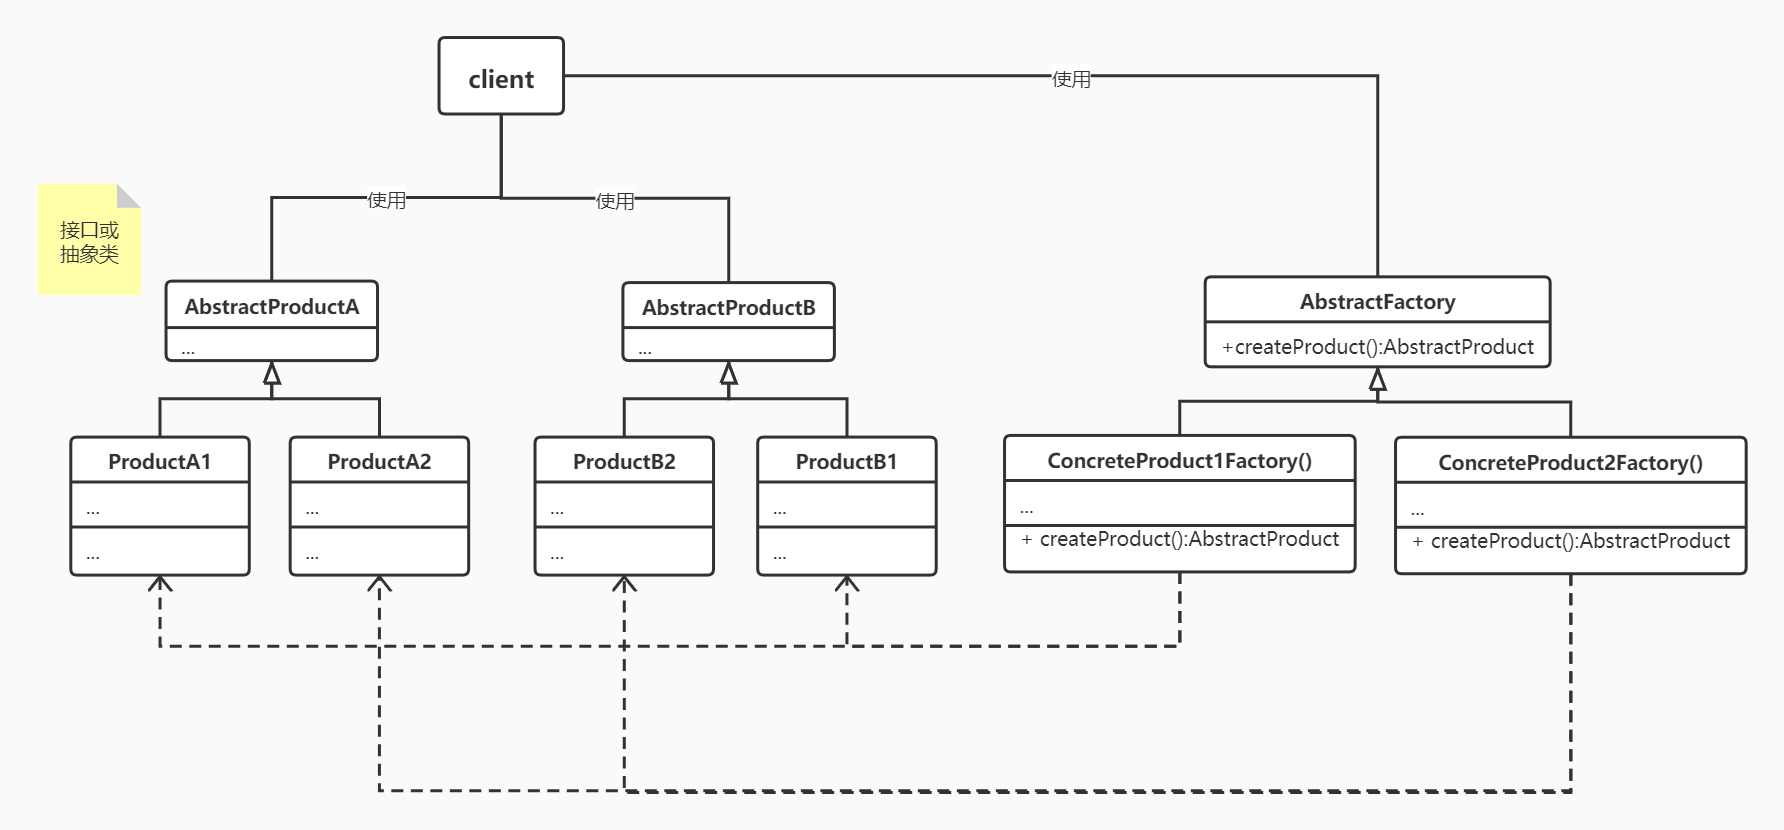 client
使用
使用
使用
接口或
抽象类
AbstractProductA
...
AbstractProductB
...
AbstractFactory
+createProduct():AbstractProduct
ProductA1
...
...
ProductA2
...
...
ProductB2
...
...
ProductB1
...
...
ConcreteProduct1Factory()
...
+ createProduct():AbstractProduct
ConcreteProduct2Factory()
...
+ createProduct():AbstractProduct